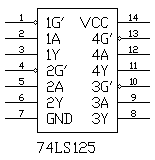 1 1G' VCC 14
2 1A 4G' 13
3 1Y 4A 12
4 2G' 4Y 11
5 2A 3G' 10
6 2Y 3A 9
7 GND 3Y 8
74LS125